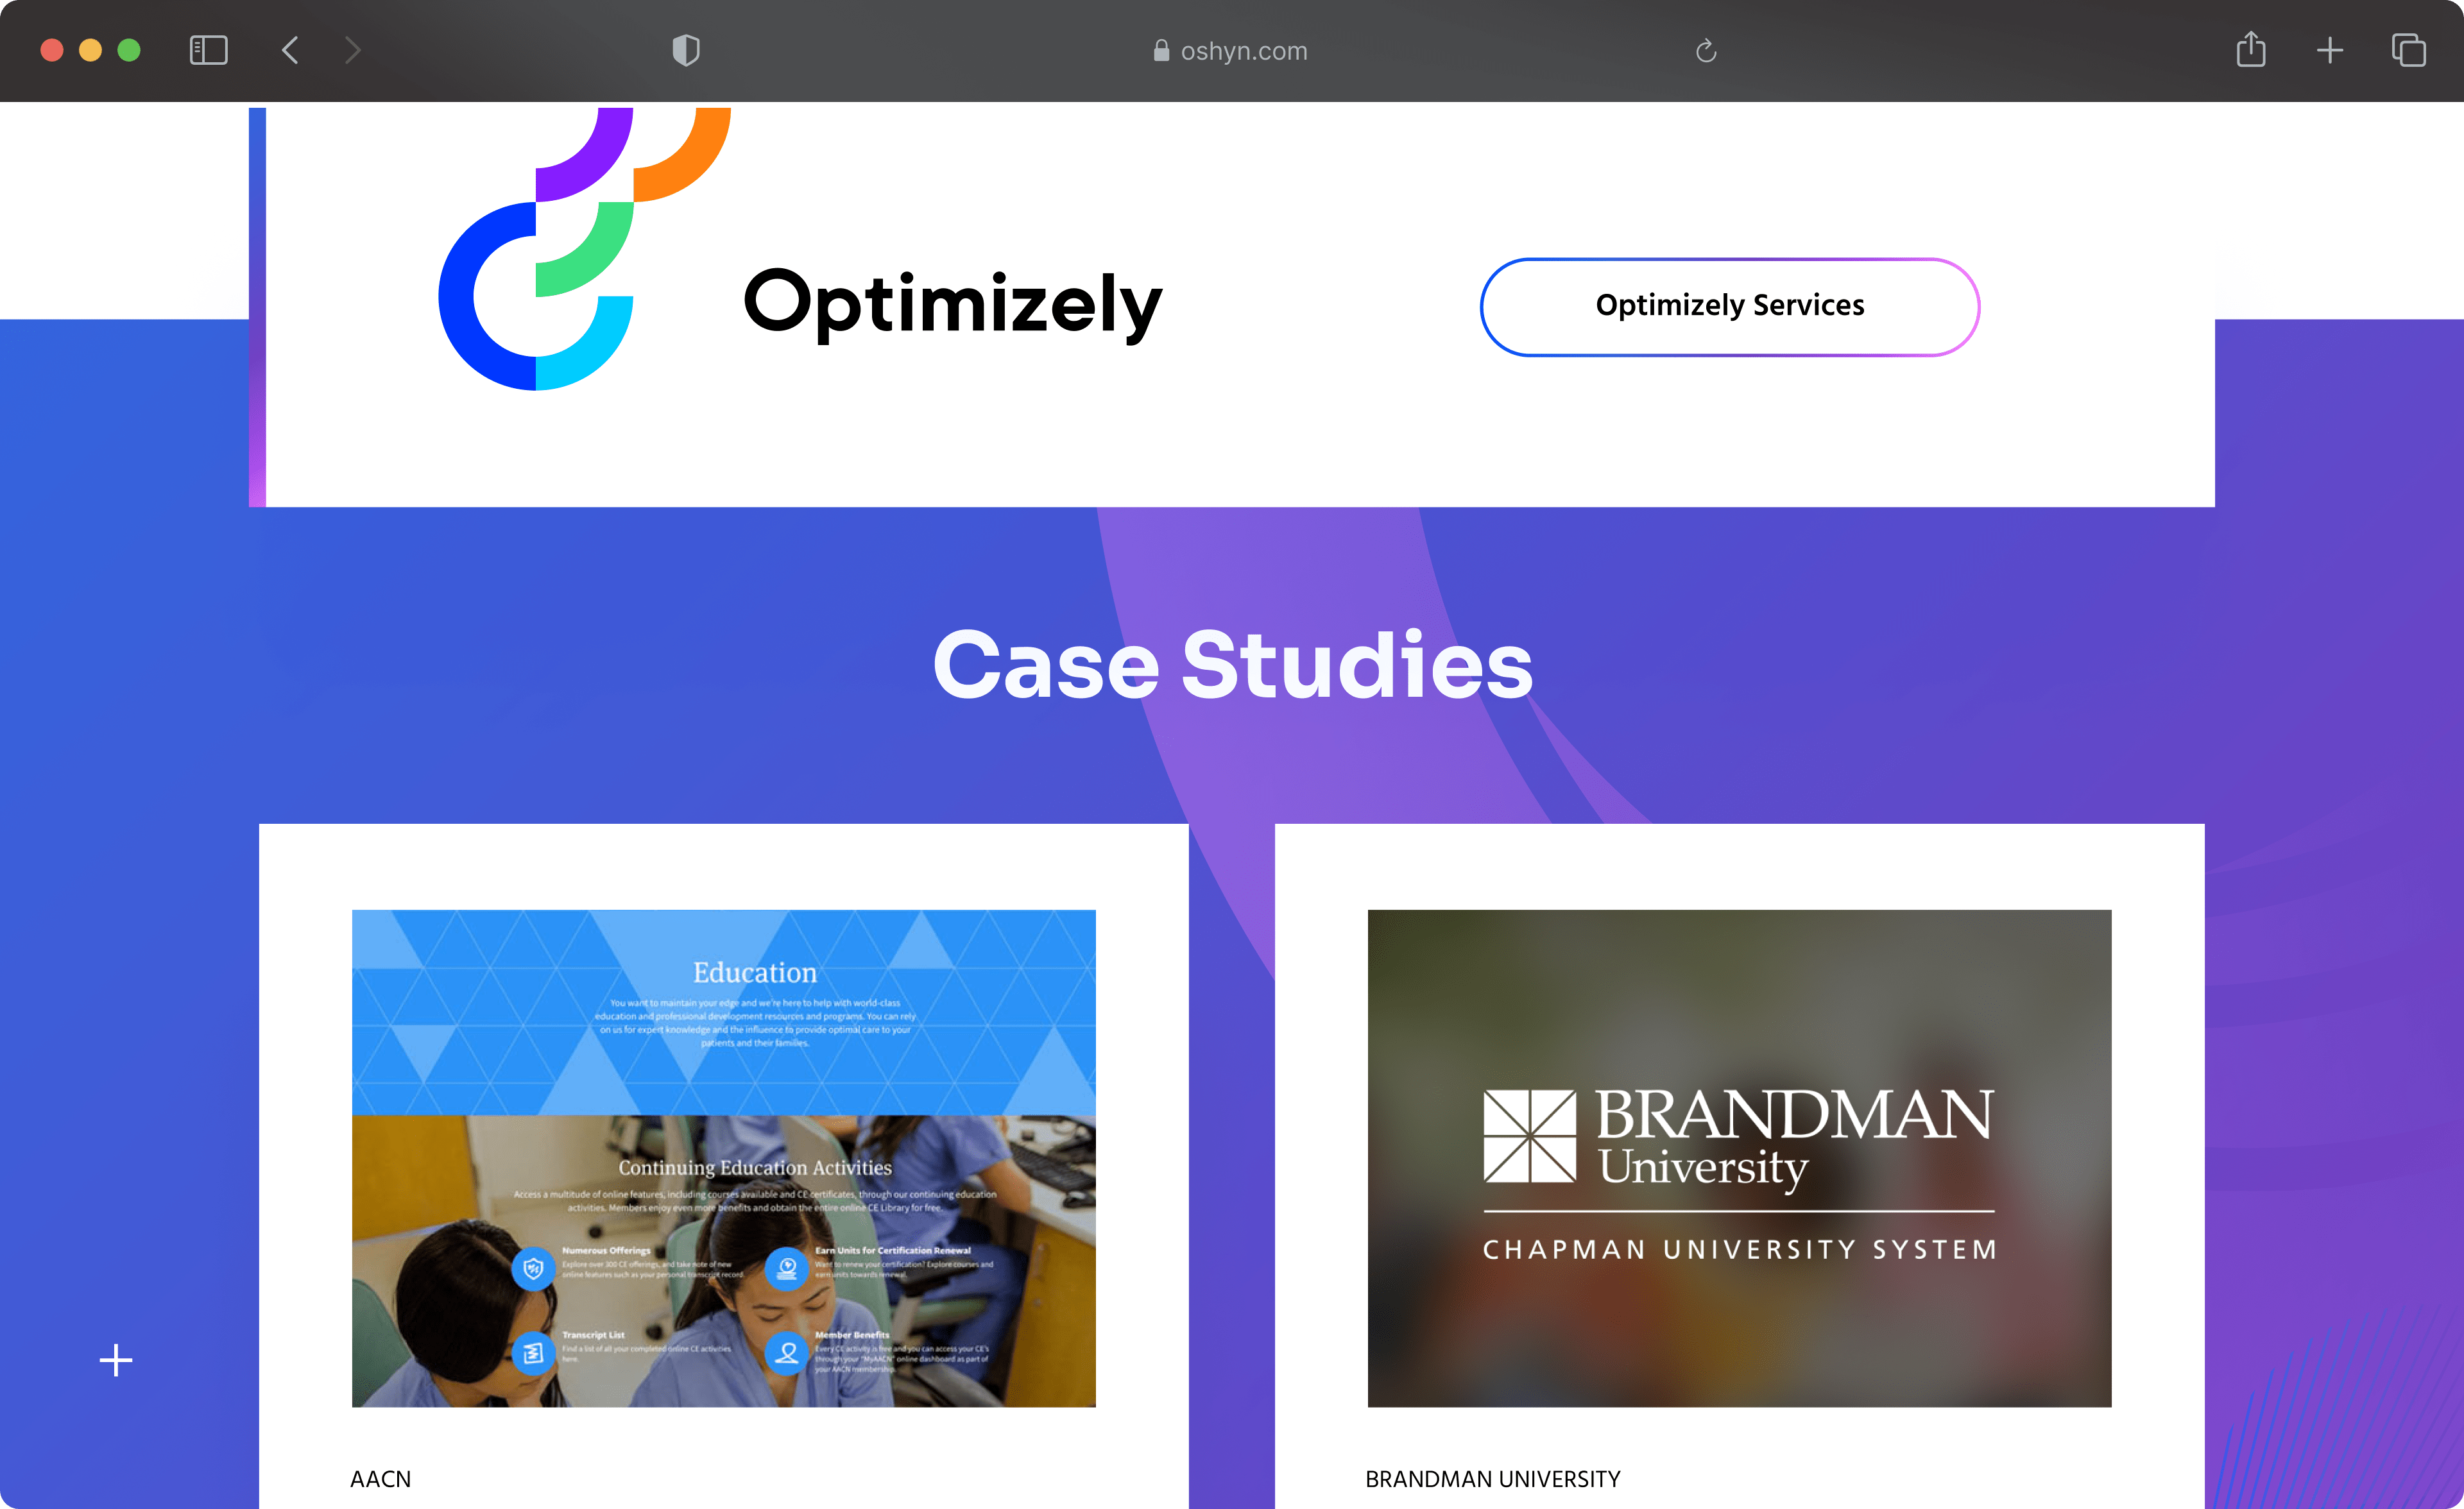 oshyn.com
Optimizely
Optimizely Services
Case Studies
Education
You want to maintain your edge and we're here to help with world-class
education and professional development resources and programs. You can rely
on us for expert knowledge and the influence to provide optimal care to your
patients and their families.
Continuing Education Activities
Access a multitude of online features, including courses available and CE certificates, through our continuing education
activities. Members enjoy even more benefits and obtain the entire online CE Library for free.
Numerous Offerings
Explore over 300 CE offerings, and take note of new
online features such as your personal transcript record.
Earn Units for Certification Renewal
Want to renew your certification? Explore courses and
earn units towards renewal.
Transcript List
Find a list of all your completed online CE activities
here.
Member Benefits
Every CE activity is free and you can access your CE's
through your "MyAACN" online dashboard as part of
your AACN membership.
AACN
BRANDMAN
University
CHAPMAN UNIVERSITY SYSTEM
BRANDMAN UNIVERSITY